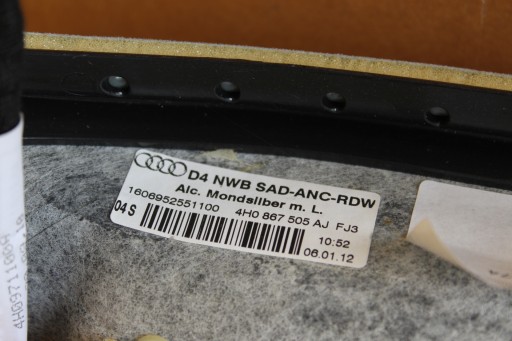 D4 NWB SAD-ANC-RDW
Alc. Mondsilber m. L.
1606952551100 4H0 867 505 AJ FJ3
04 S
10:52
06.01.12
4H0971180A